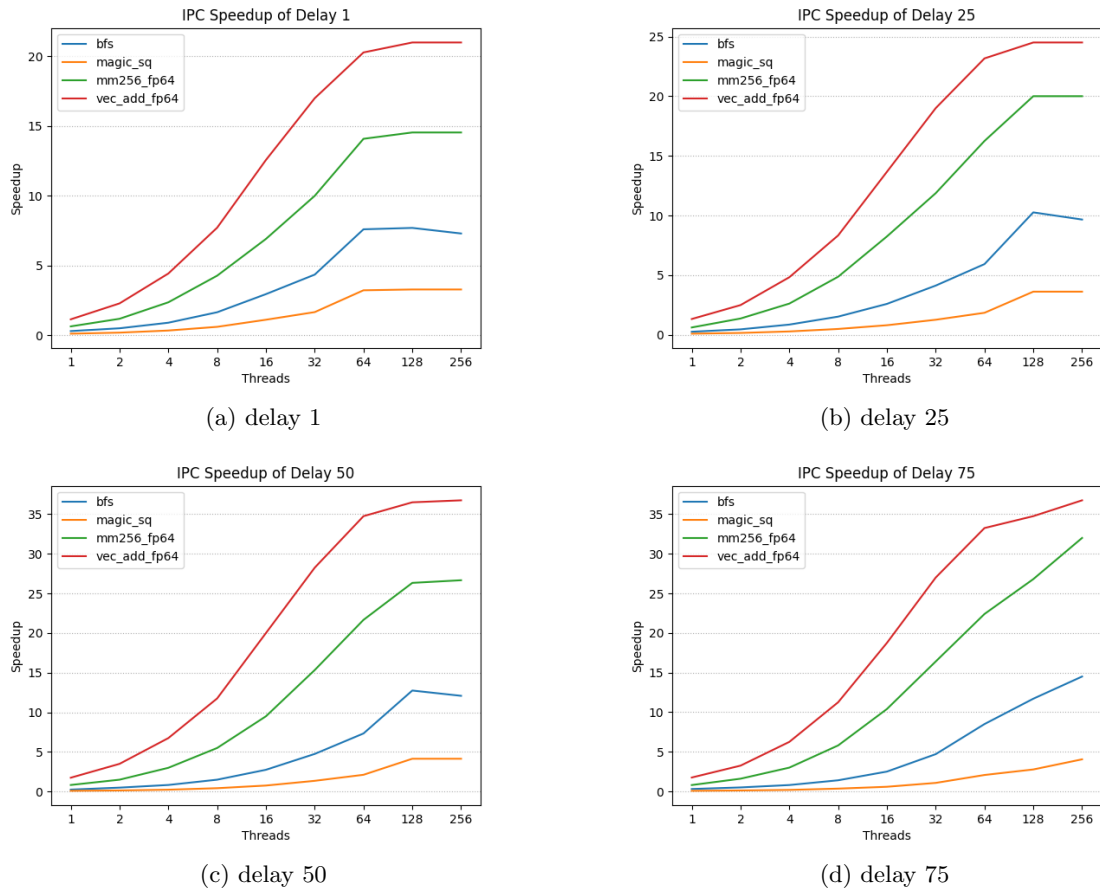 IPC Speedup of Delay 1
bfs
magic_sq
mm256_fp64
vec_add_fp64
Speedup
20
15
10
5
0
1 2 4 8 16 32 64 128 256
Threads
(a) delay 1
IPC Speedup of Delay 25
bfs
magic_sq
mm256_fp64
vec_add_fp64
Speedup
25
20
15
10
5
0
1 2 4 8 16 32 64 128 256
Threads
(b) delay 25
IPC Speedup of Delay 50
bfs
magic_sq
mm256_fp64
vec_add_fp64
Speedup
35
30
25
20
15
10
5
0
1 2 4 8 16 32 64 128 256
Threads
(c) delay 50
IPC Speedup of Delay 75
bfs
magic_sq
mm256_fp64
vec_add_fp64
Speedup
35
30
25
20
15
10
5
0
1 2 4 8 16 32 64 128 256
Threads
(d) delay 75